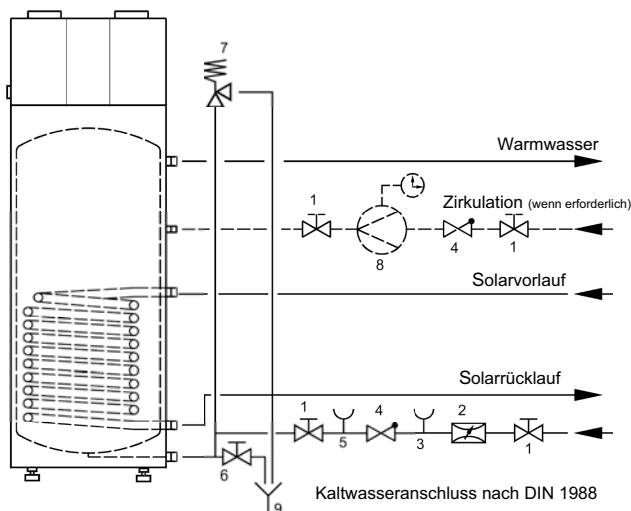 7
Warmwasser
1
Zirkulation (wenn erforderlich)
8
4
1
Solarvorlauf
Solarrücklauf
1
5
4
3
2
1
6
9
Kaltwasseranschluss nach DIN 1988